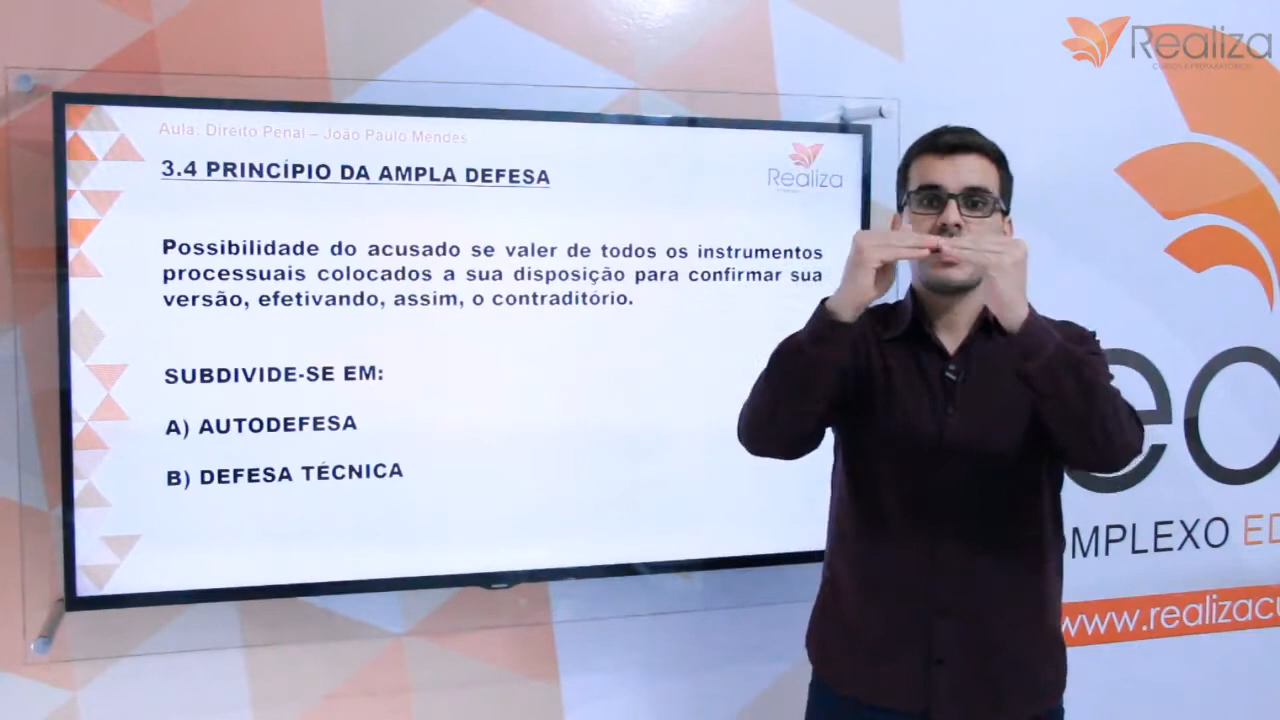 Realiza
Aula: Direito Penal – João Paulo Mendes
3.4 PRINCÍPIO DA AMPLA DEFESA
Realiza
Possibilidade do acusado se valer de todos os instrumentos
processuais colocados a sua disposição para confirmar sua
versão, efetivando, assim, o contraditório.
SUBDIVIDE-SE EM:
A) AUTODEFESA
B) DEFESA TÉCNICA
ea
OMPLEXO ED
www.realizacu